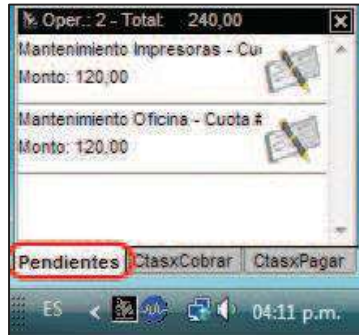 Oper.: 2 - Total: 240,00
Mantenimiento Impresoras - Cuo
Monto: 120,00
Mantenimiento Oficina - Cuota #
Monto: 120,00
Pendientes CtasxCobrar CtasxPagar
ES < 04:11 p.m.